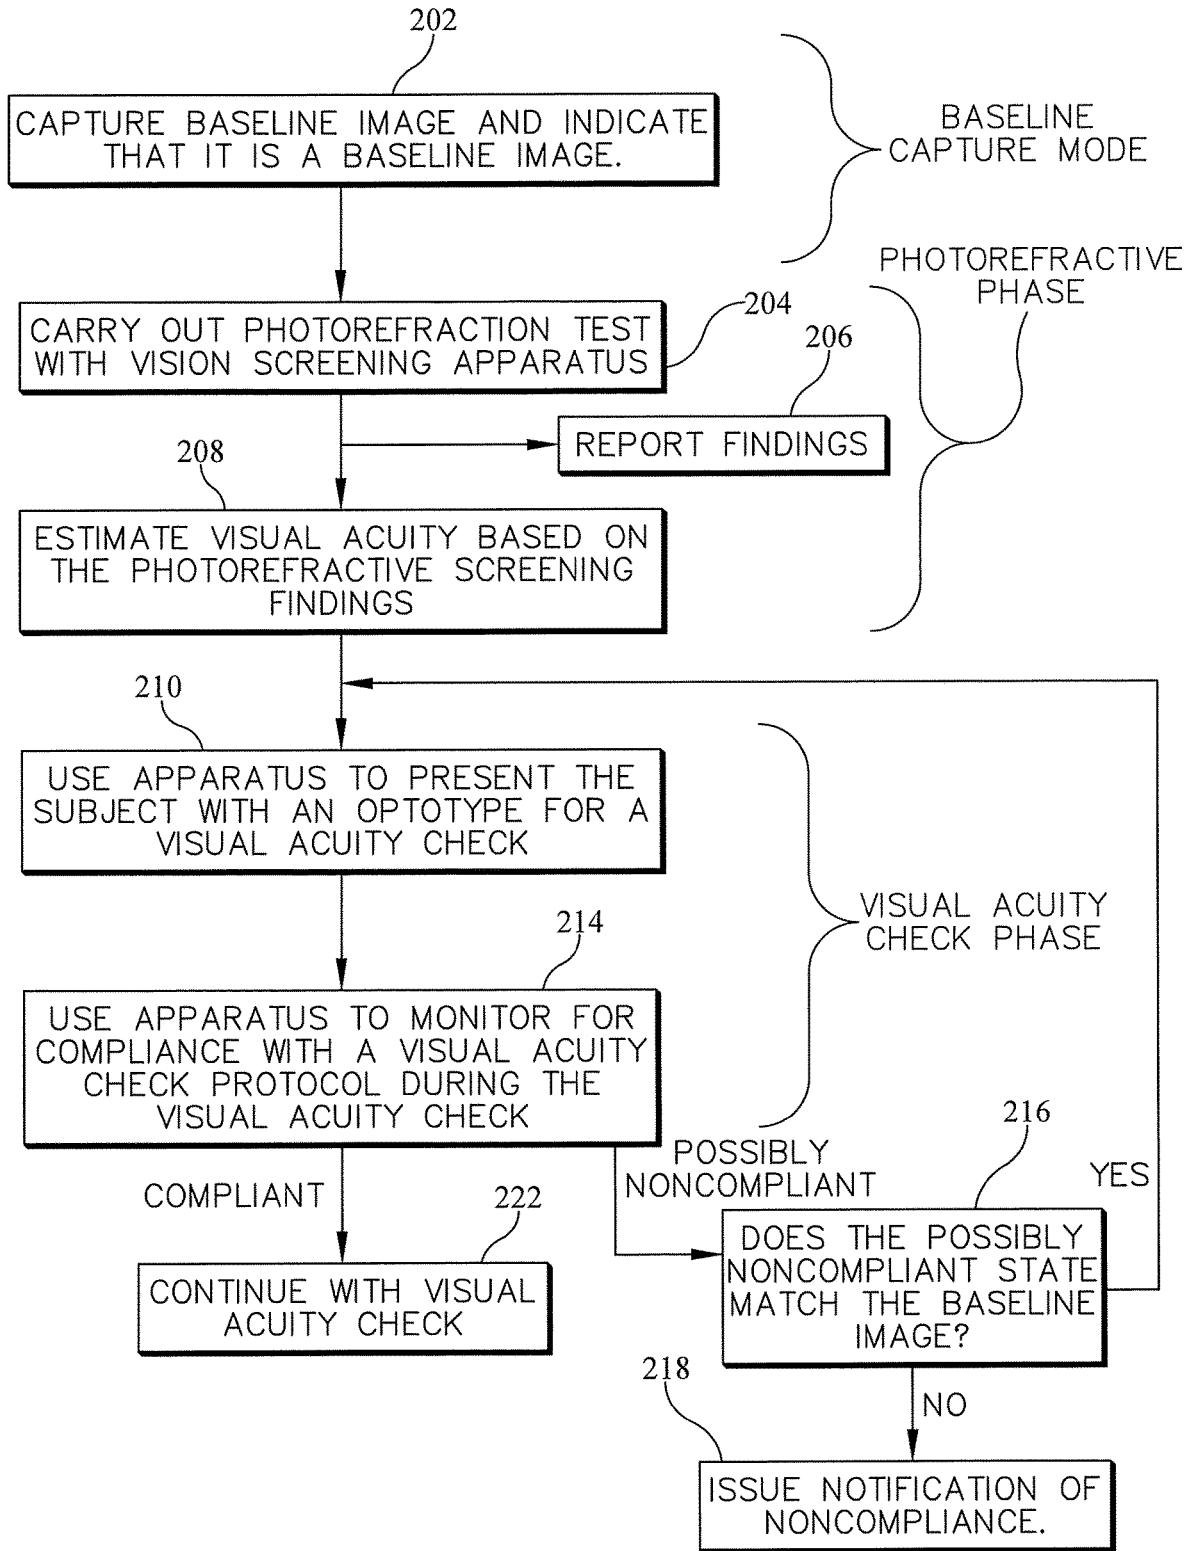 202
CAPTURE BASELINE IMAGE AND INDICATE
THAT IT IS A BASELINE IMAGE.
BASELINE
CAPTURE MODE
PHOTOREFRACTIVE
PHASE
204
CARRY OUT PHOTOREFRACTION TEST
WITH VISION SCREENING APPARATUS
206
REPORT FINDINGS
208
ESTIMATE VISUAL ACUITY BASED ON
THE PHOTOREFRACTIVE SCREENING
FINDINGS
210
USE APPARATUS TO PRESENT THE
SUBJECT WITH AN OPTOTYPE FOR A
VISUAL ACUITY CHECK
VISUAL ACUITY
CHECK PHASE
214
USE APPARATUS TO MONITOR FOR
COMPLIANCE WITH A VISUAL ACUITY
CHECK PROTOCOL DURING THE
VISUAL ACUITY CHECK
COMPLIANT
POSSIBLY
NONCOMPLIANT
216
YES
222
CONTINUE WITH VISUAL
ACUITY CHECK
DOES THE POSSIBLY
NONCOMPLIANT STATE
MATCH THE BASELINE
IMAGE?
218
NO
ISSUE NOTIFICATION OF
NONCOMPLIANCE.